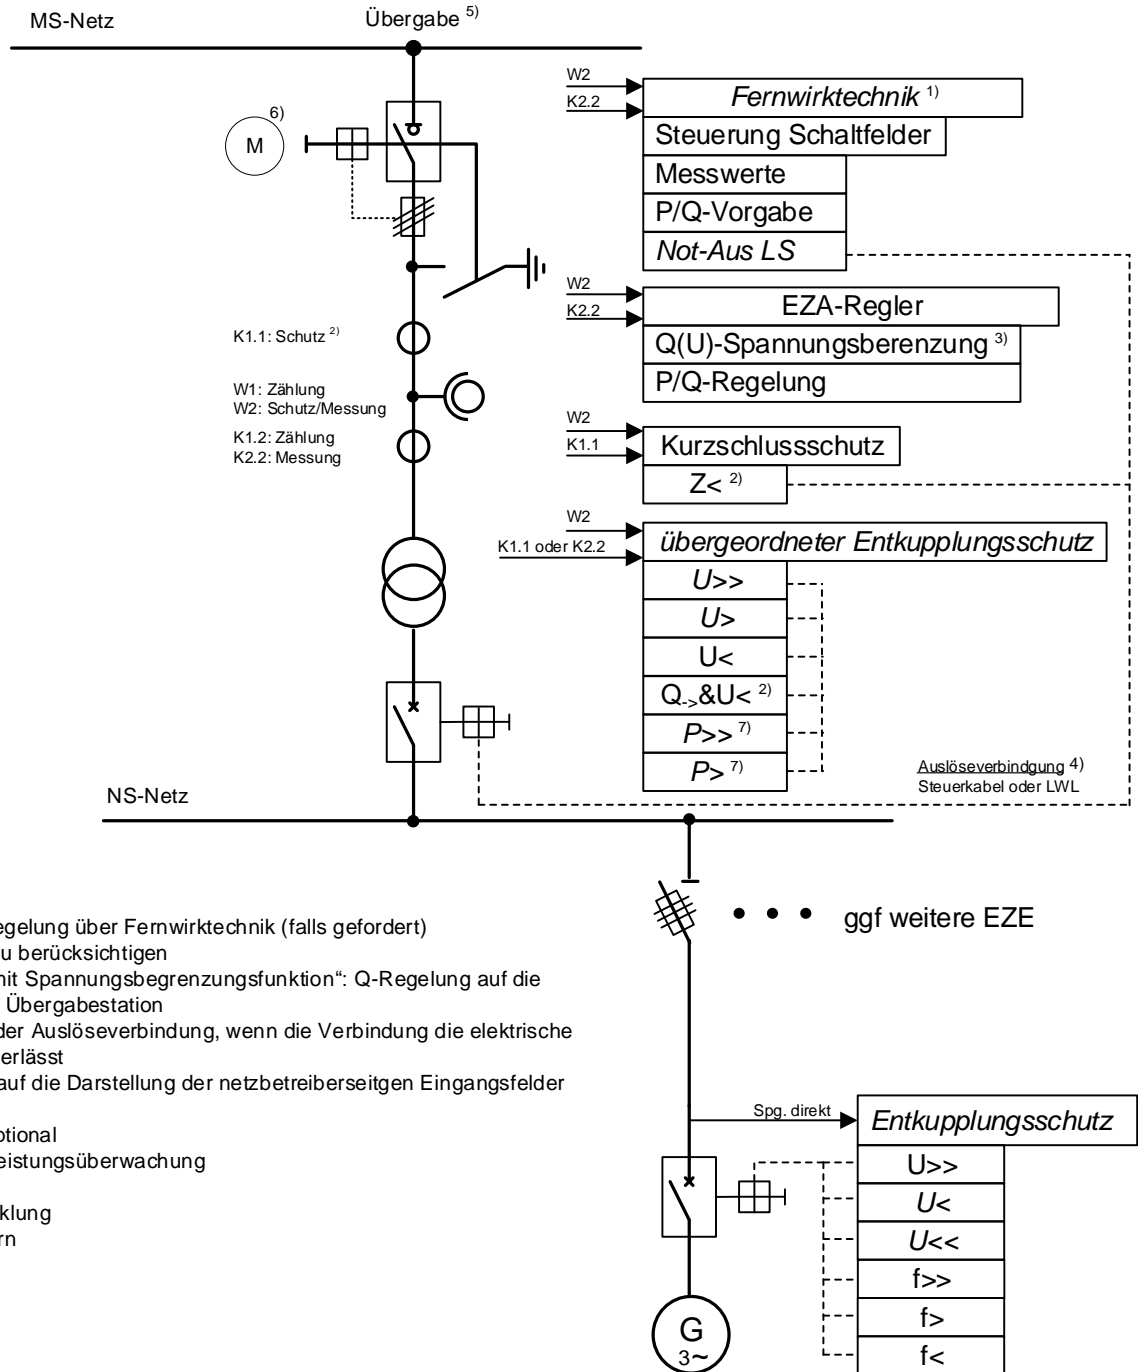 MS-Netz
Übergabe 5)
M
6)
K1.1: Schutz 2)
W1: Zählung
W2: Schutz/Messung
K1.2: Zählung
K2.2: Messung
W2
K2.2
Fernwirktechnik 1)
Steuerung Schaltfelder
Messwerte
P/Q-Vorgabe
Not-Aus LS
W2
K2.2
EZA-Regler
Q(U)-Spannungsberenzung 3)
P/Q-Regelung
W2
K1.1
Kurzschlussschutz
Z< 2)
W2
K1.1 oder K2.2
übergeordneter Entkupplungsschutz
U>>
U>
U<
Q->&U< 2)
P>> 7)
P> 7)
Auslöseverbindgung 4)
Steuerkabel oder LWL
NS-Netz
ggf weitere EZE
egelung über Fernwirktechnik (falls gefordert)
u berücksichtigen
nit Spannungsbegrenzungsfunktion“: Q-Regelung auf die
Übergabestation
der Auslöseverbindung, wenn die Verbindung die elektrische
erlässt
auf die Darstellung der netzbetreiberseitgen Eingangsfelder
otional
eistungsüberwachung
klung
rn
Spg. direkt
Entkupplungsschutz
U>>
U<
U<<
f>>
f>
f<
G
3~